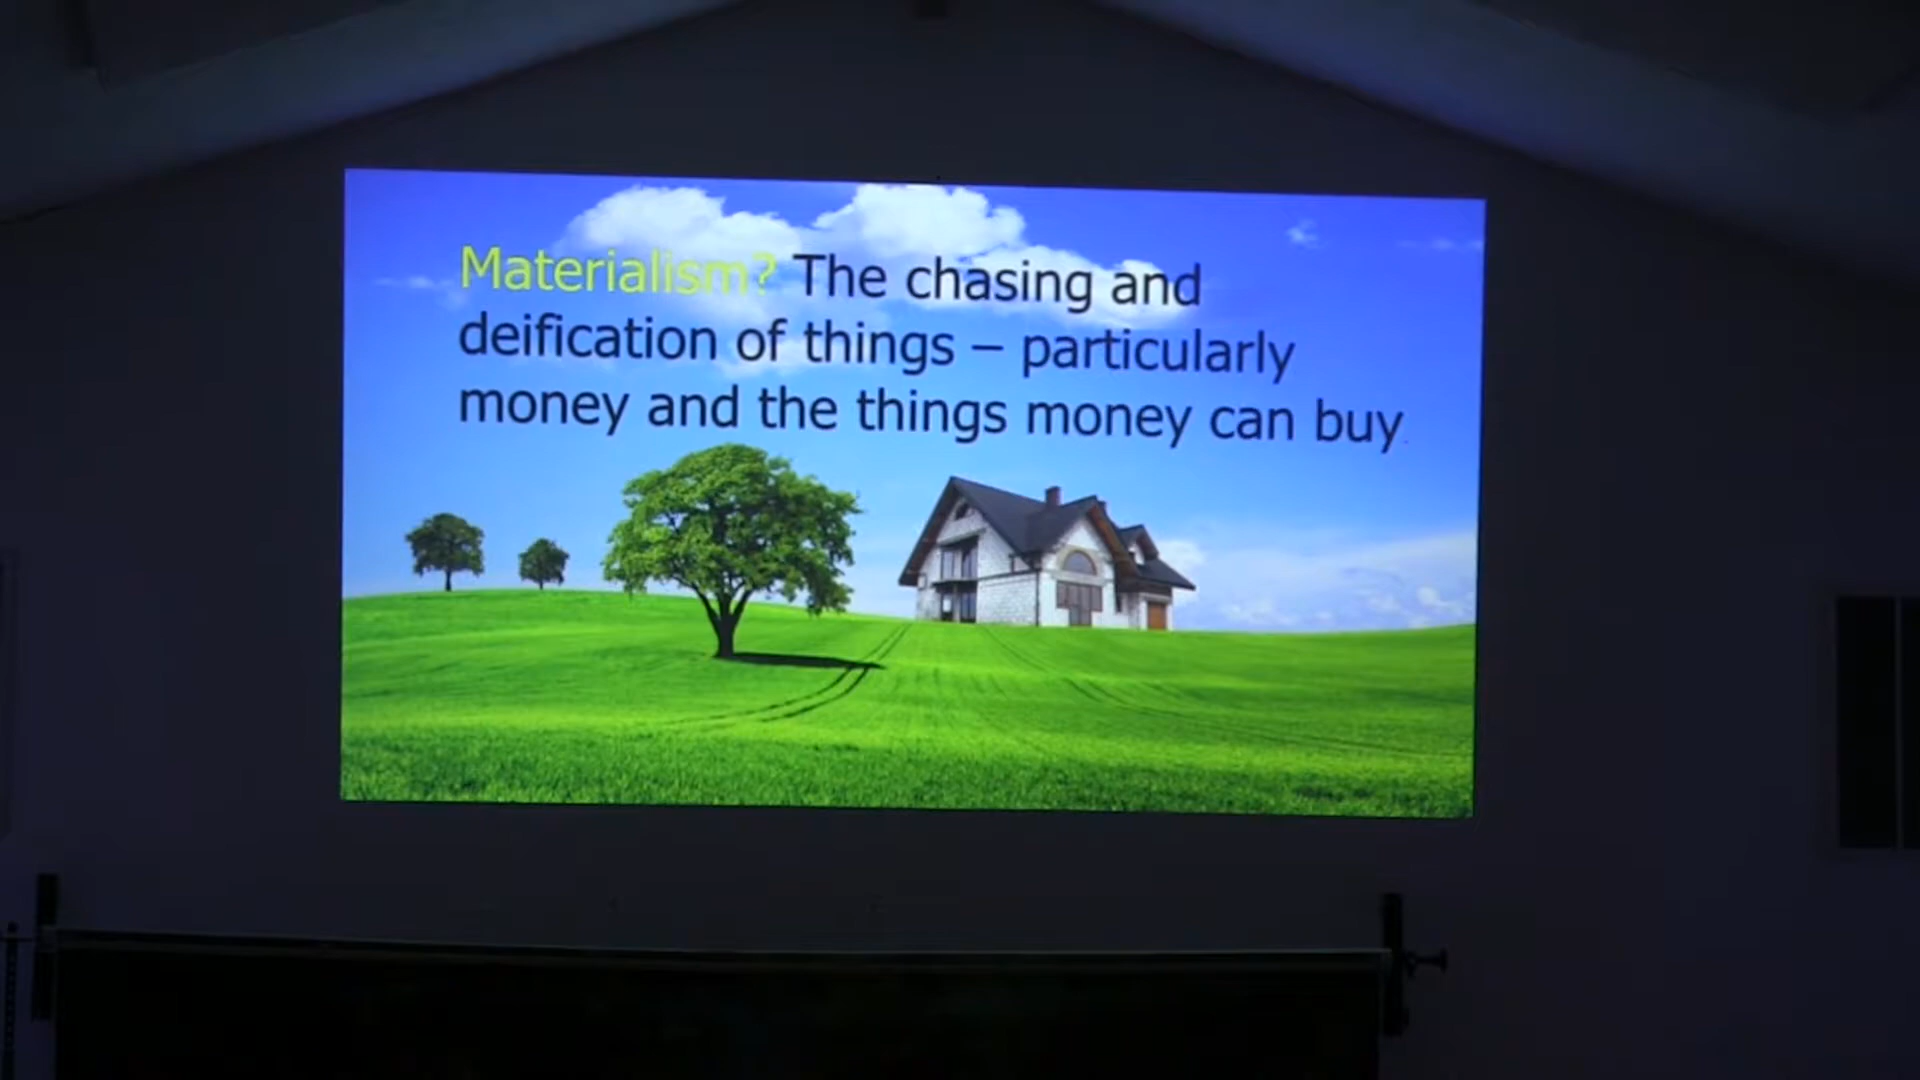 Materialism? The chasing and
deification of things – particularly
money and the things money can buy.